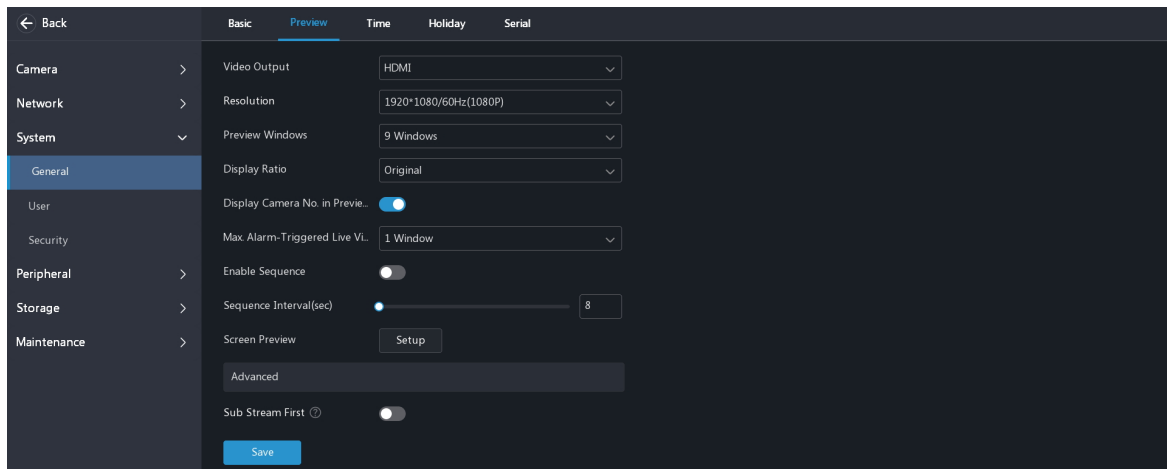 Back
Basic Preview Time Holiday Serial
Camera
Network
System
General
User
Security
Peripheral
Storage
Maintenance
Video Output HDMI
Resolution 1920*1080/60Hz(1080P)
Preview Windows 9 Windows
Display Ratio Original
Display Camera No. in Previe...
Max. Alarm-Triggered Live Vi... 1 Window
Enable Sequence
Sequence Interval(sec) 8
Screen Preview Setup
Advanced
Sub Stream First ?
Save